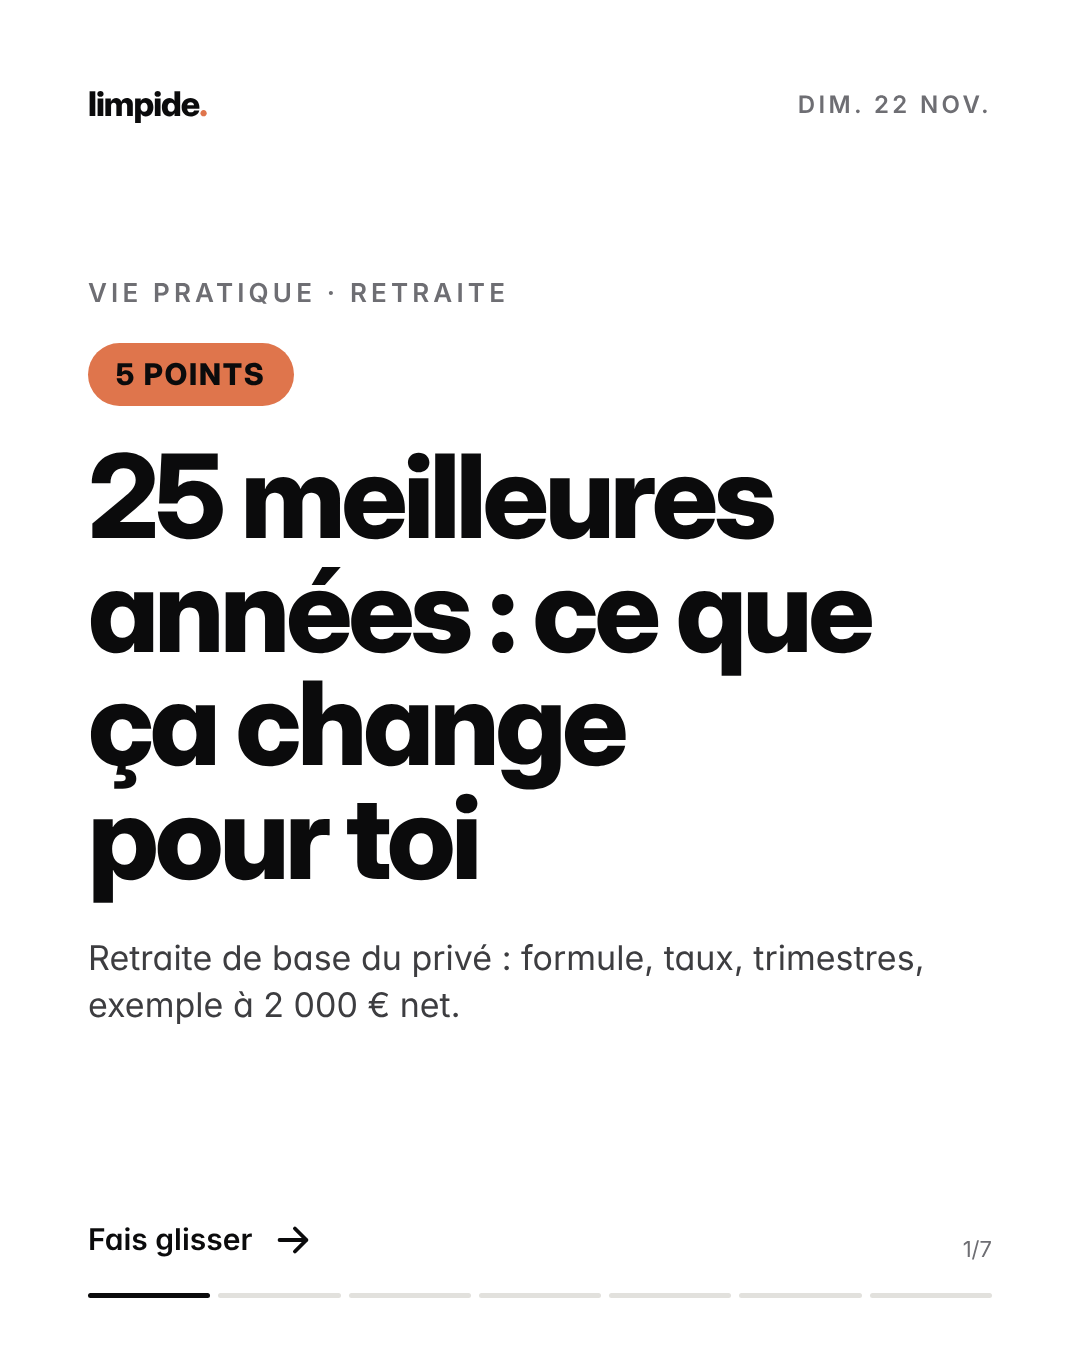 limpide.
DIM. 22 NOV.
VIE PRATIQUE · RETRAITE
5 POINTS
25 meilleures
années : ce que
ça change
pour toi
Retraite de base du privé : formule, taux, trimestres,
exemple à 2 000 € net.
Fais glisser →
1/7